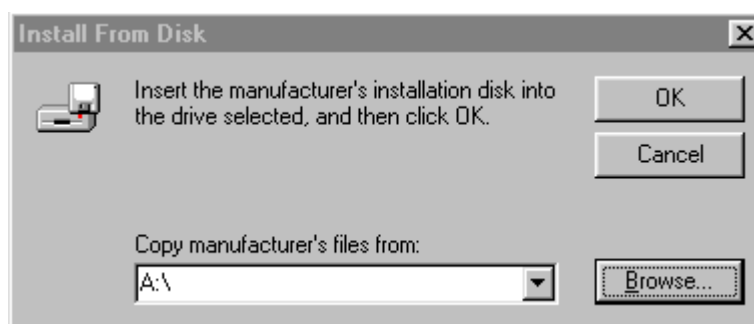 Install From Disk
Insert the manufacturer's installation disk into
the drive selected, and then click OK.
OK
Cancel
Copy manufacturer's files from:
A:\
Browse...